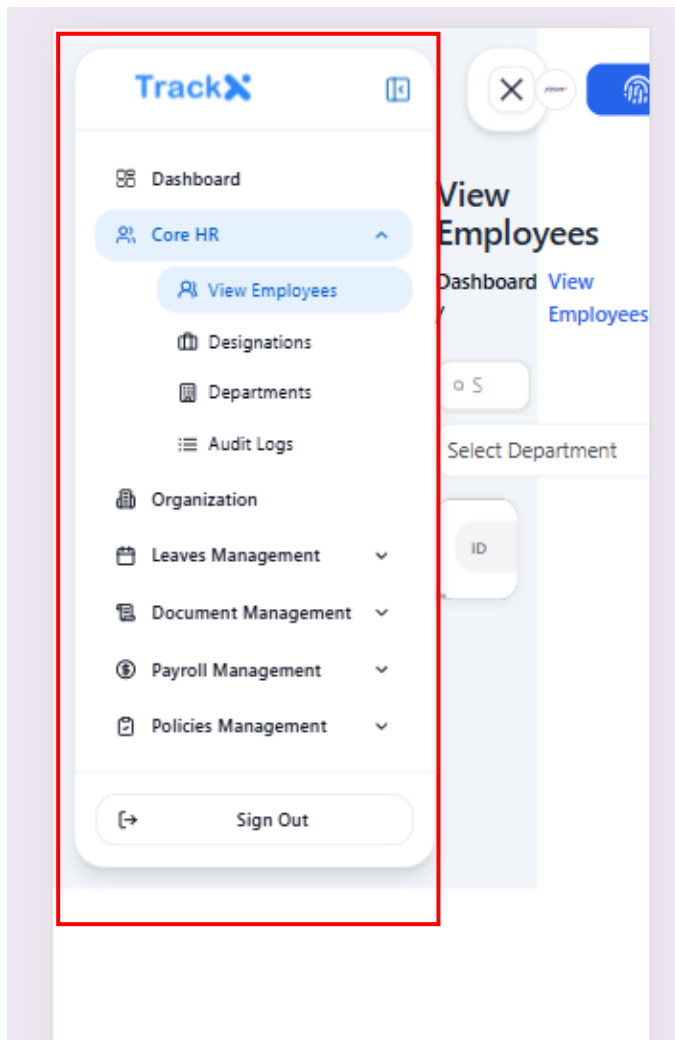 TrackX
Dashboard
Core HR
View Employees
Designations
Departments
Audit Logs
Organization
Leaves Management
Document Management
Payroll Management
Policies Management
Sign Out
View
Employees
Dashboard View
/ Employees
S
Select Department
ID